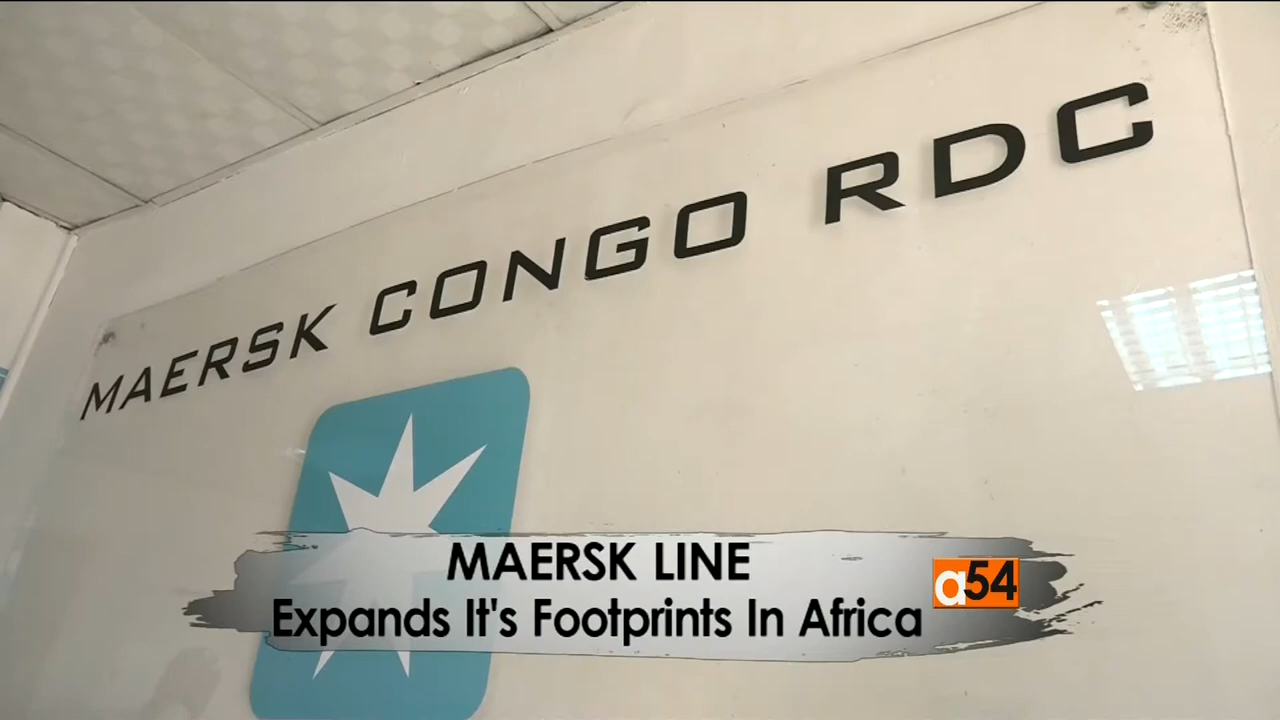 MAERSK CONGO RDC
MAERSK LINE
Expands It's Footprints In Africa
a54